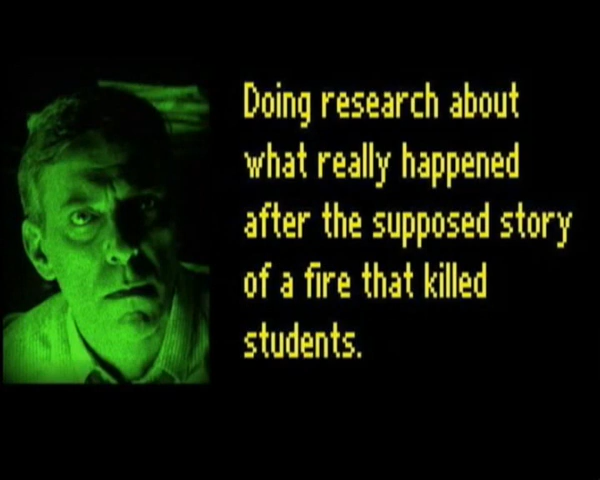 Doing research about
what really happened
after the supposed story
of a fire that killed
students.